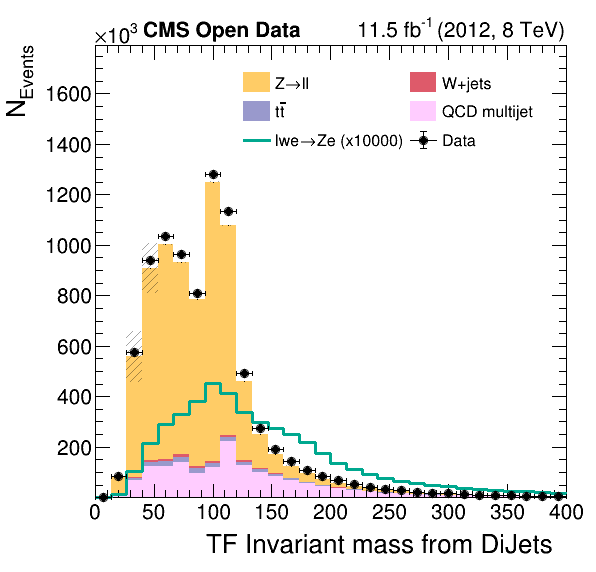 ×10³ CMS Open Data 11.5 fb⁻¹ (2012, 8 TeV)
N_Events
1600
1400
1200
1000
800
600
400
200
Z→ll W+jets
tt̄ QCD multijet
lwe→Ze (x10000) Data
0 50 100 150 200 250 300 350 400
TF Invariant mass from DiJets